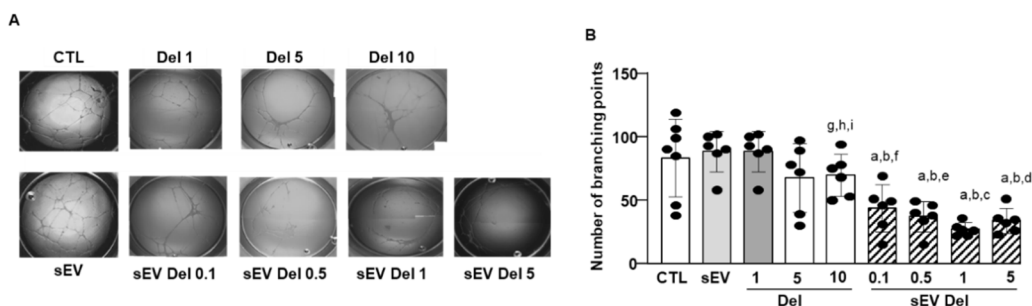 A
CTL Del 1 Del 5 Del 10
sEV sEV Del 0.1 sEV Del 0.5 sEV Del 1 sEV Del 5
B
Number of branching points
150
100
50
0
g,h,i
a,b,f
a,b,e
a,b,c
a,b,d
CTL sEV 1 5 10 0.1 0.5 1 5
Del sEV Del